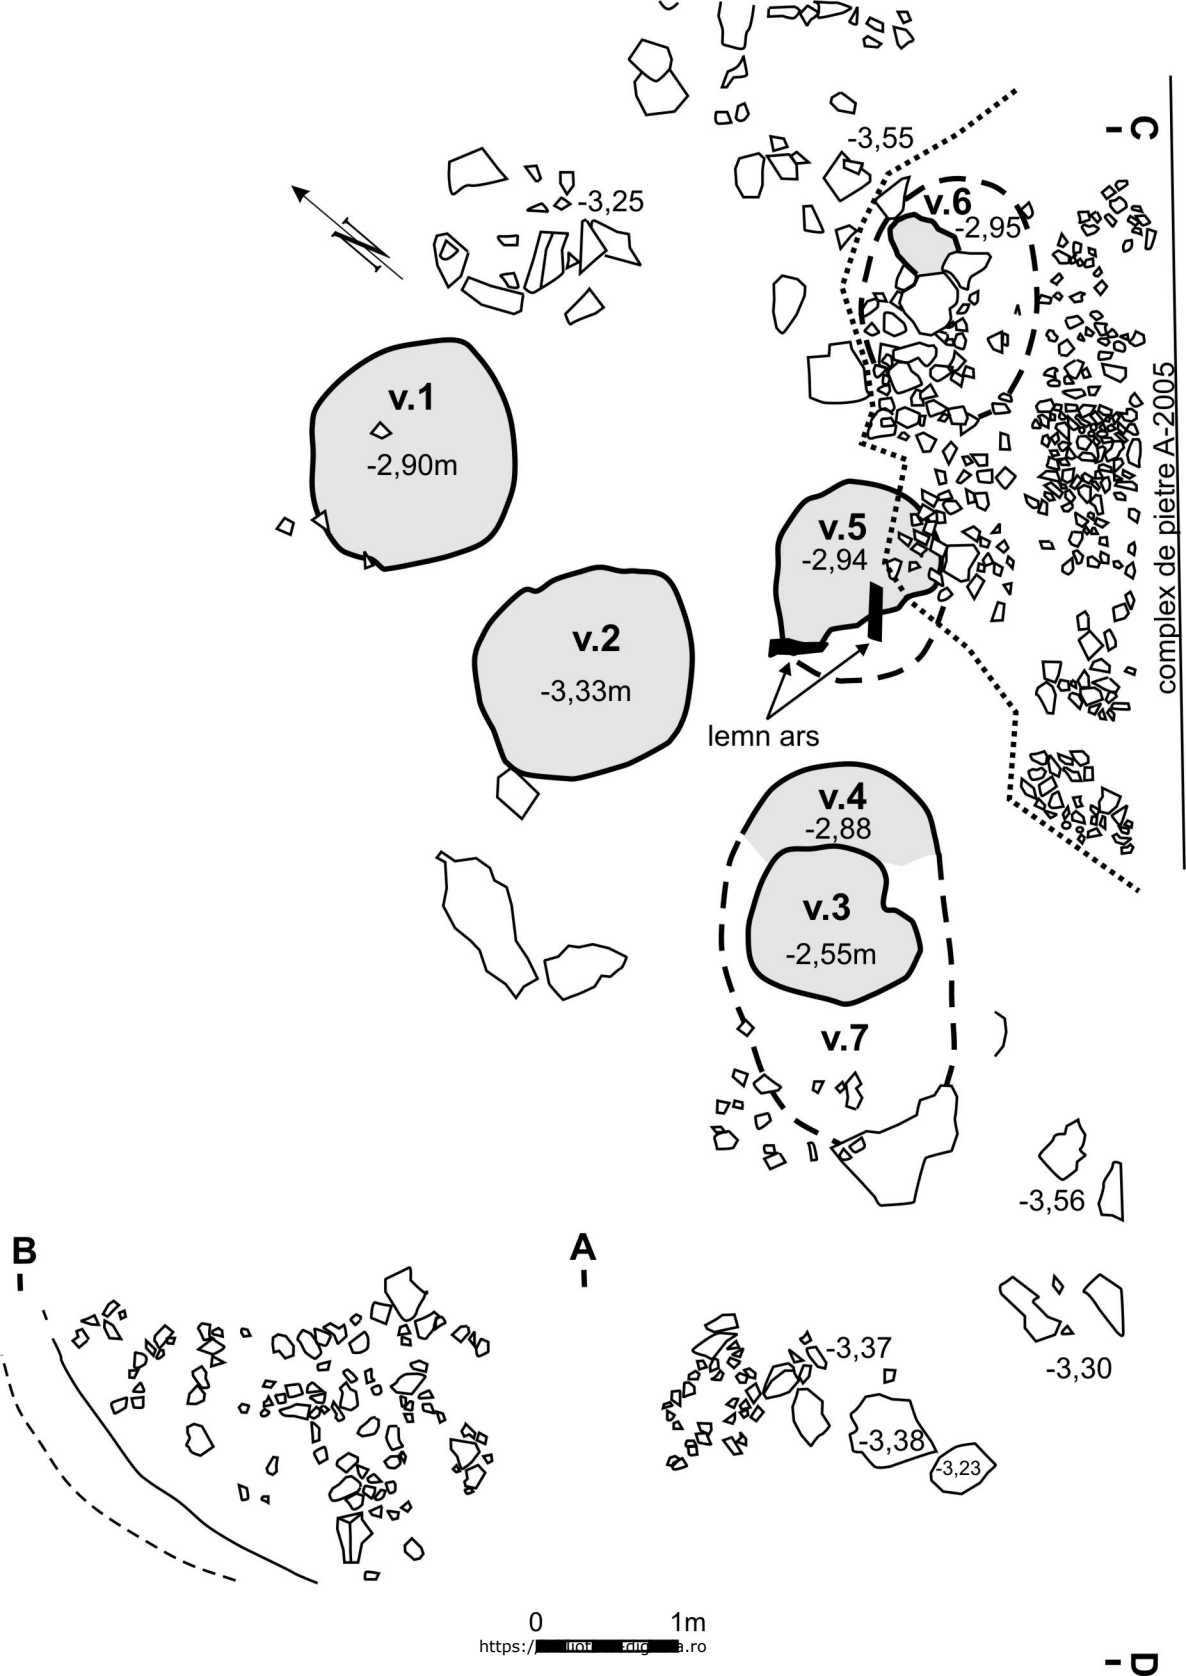 C
-3,55
-3,25
v.6
-2,95
N
v.1
-2,90m
complex de pietre A-2005
v.5
-2,94
v.2
-3,33m
lemn ars
v.4
-2,88
v.3
-2,55m
v.7
-3,56
B
A
-3,37
-3,30
-3,38
-3,23
0 1m
D